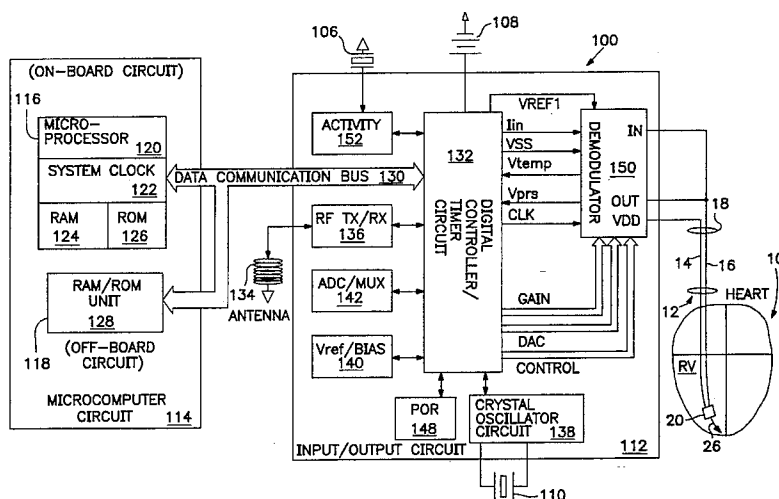 106
108
100
(ON-BOARD CIRCUIT)
116
MICRO-
PROCESSOR 120
SYSTEM CLOCK
122
RAM
124
ROM
126
DATA COMMUNICATION BUS 130
RAM/ROM
UNIT
128
118
(OFF-BOARD
CIRCUIT)
MICROCOMPUTER
CIRCUIT 114
ACTIVITY
152
RF TX/RX
136
134
ANTENNA
ADC/MUX
142
Vref/BIAS
140
POR
148
INPUT/OUTPUT CIRCUIT
132
DIGITAL
CONTROLLER/
TIMER
CIRCUIT
CRYSTAL
OSCILLATOR
CIRCUIT 138
110
112
VREF1
Iin
VSS
Vtemp
Vprs
CLK
GAIN
DAC
CONTROL
DEMODULATOR
150
IN
OUT
VDD
18
14
16
12
HEART
10
RV
20
26